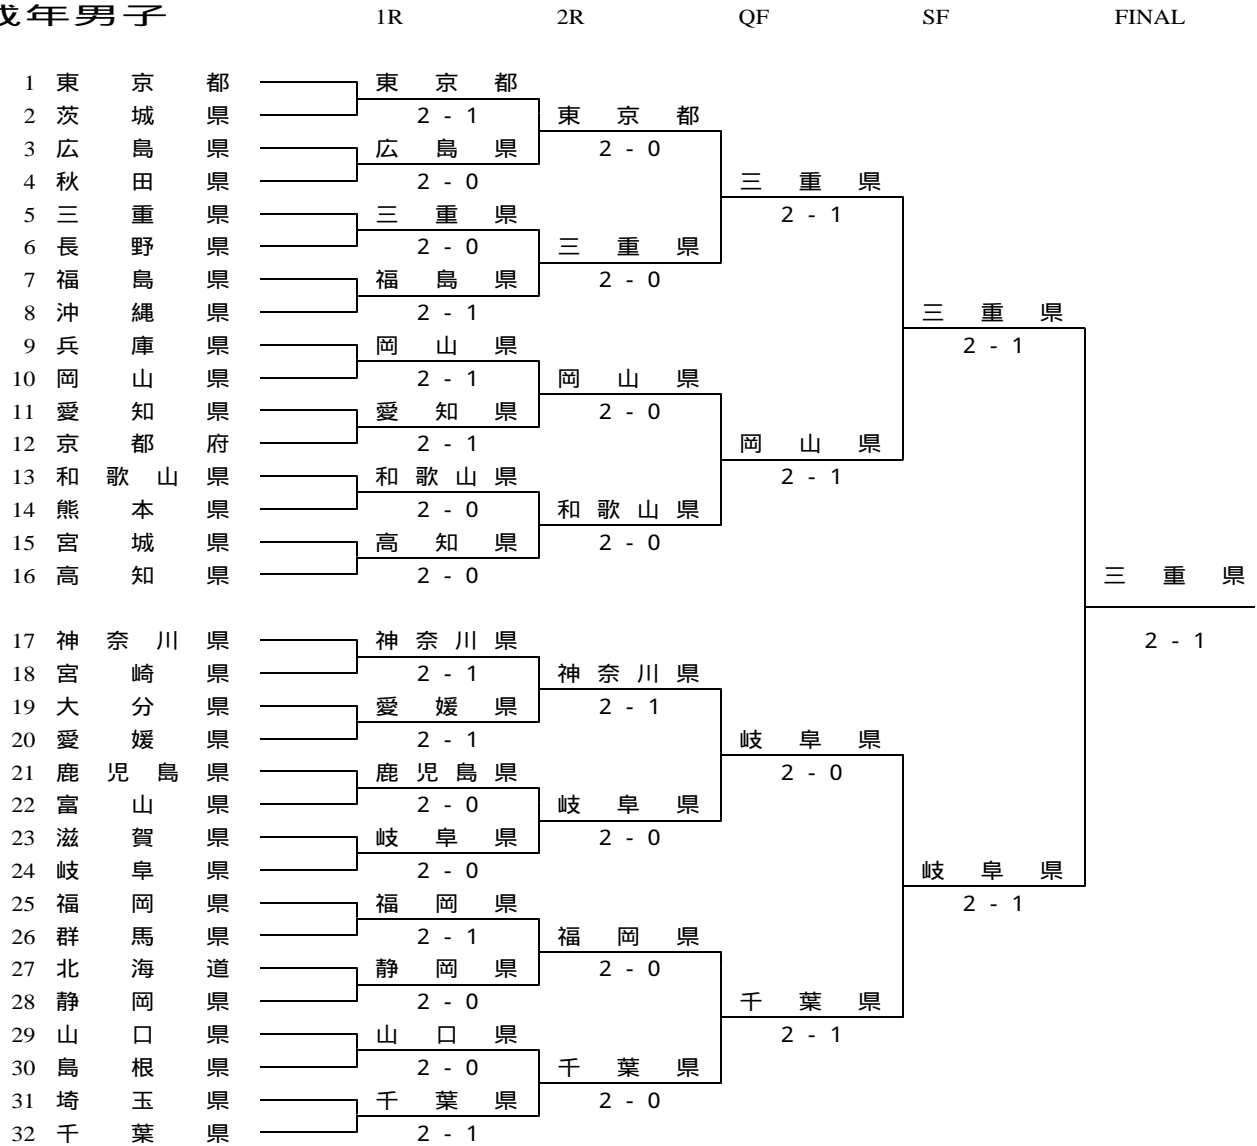 成年男子 1R 2R QF SF FINAL
1 東京都 東京都
2 茨城県 2 - 1 東京都
3 広島県 広島県 2 - 0
4 秋田県 2 - 0 三重県
5 三重県 三重県 2 - 1
6 長野県 2 - 0 三重県
7 福島県 福島県 2 - 0
8 沖縄県 2 - 1 三重県
9 兵庫県 岡山県 2 - 1
10 岡山県 2 - 1 岡山県
11 愛知県 愛知県 2 - 0
12 京都府 2 - 1 岡山県
13 和歌山県 和歌山県 2 - 1
14 熊本県 2 - 0 和歌山県
15 宮城県 高知県 2 - 0
16 高知県 2 - 0 三重県
17 神奈川県 神奈川県 2 - 1
18 宮崎県 2 - 1 神奈川県
19 大分県 愛媛県 2 - 1
20 愛媛県 2 - 1 岐阜県
21 鹿児島県 鹿児島県 2 - 0
22 富山県 2 - 0 岐阜県
23 滋賀県 岐阜県 2 - 0
24 岐阜県 2 - 0 岐阜県
25 福岡県 福岡県 2 - 1
26 群馬県 2 - 1 福岡県
27 北海道 静岡県 2 - 0
28 静岡県 2 - 0 千葉県
29 山口県 山口県 2 - 1
30 島根県 2 - 0 千葉県
31 埼玉県 千葉県 2 - 0
32 千葉県 2 - 1